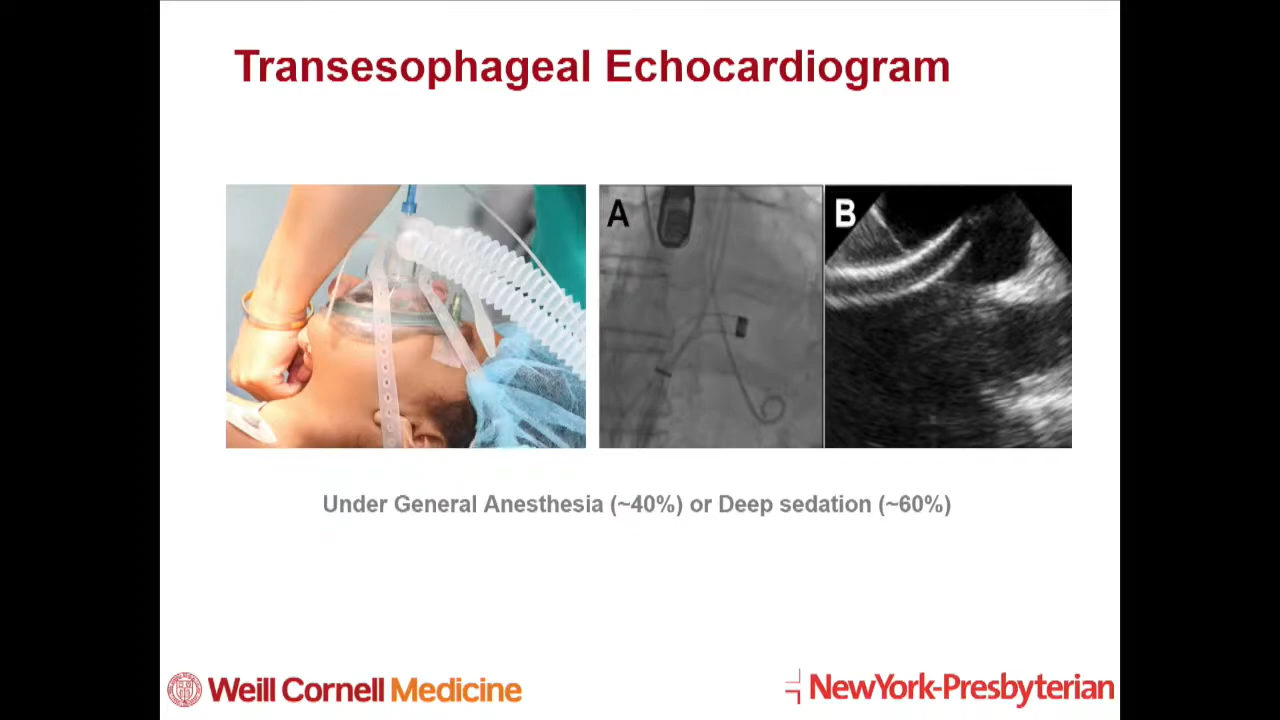 Transesophageal Echocardiogram
A
B
Under General Anesthesia (~40%) or Deep sedation (~60%)
Weill Cornell Medicine
NewYork-Presbyterian